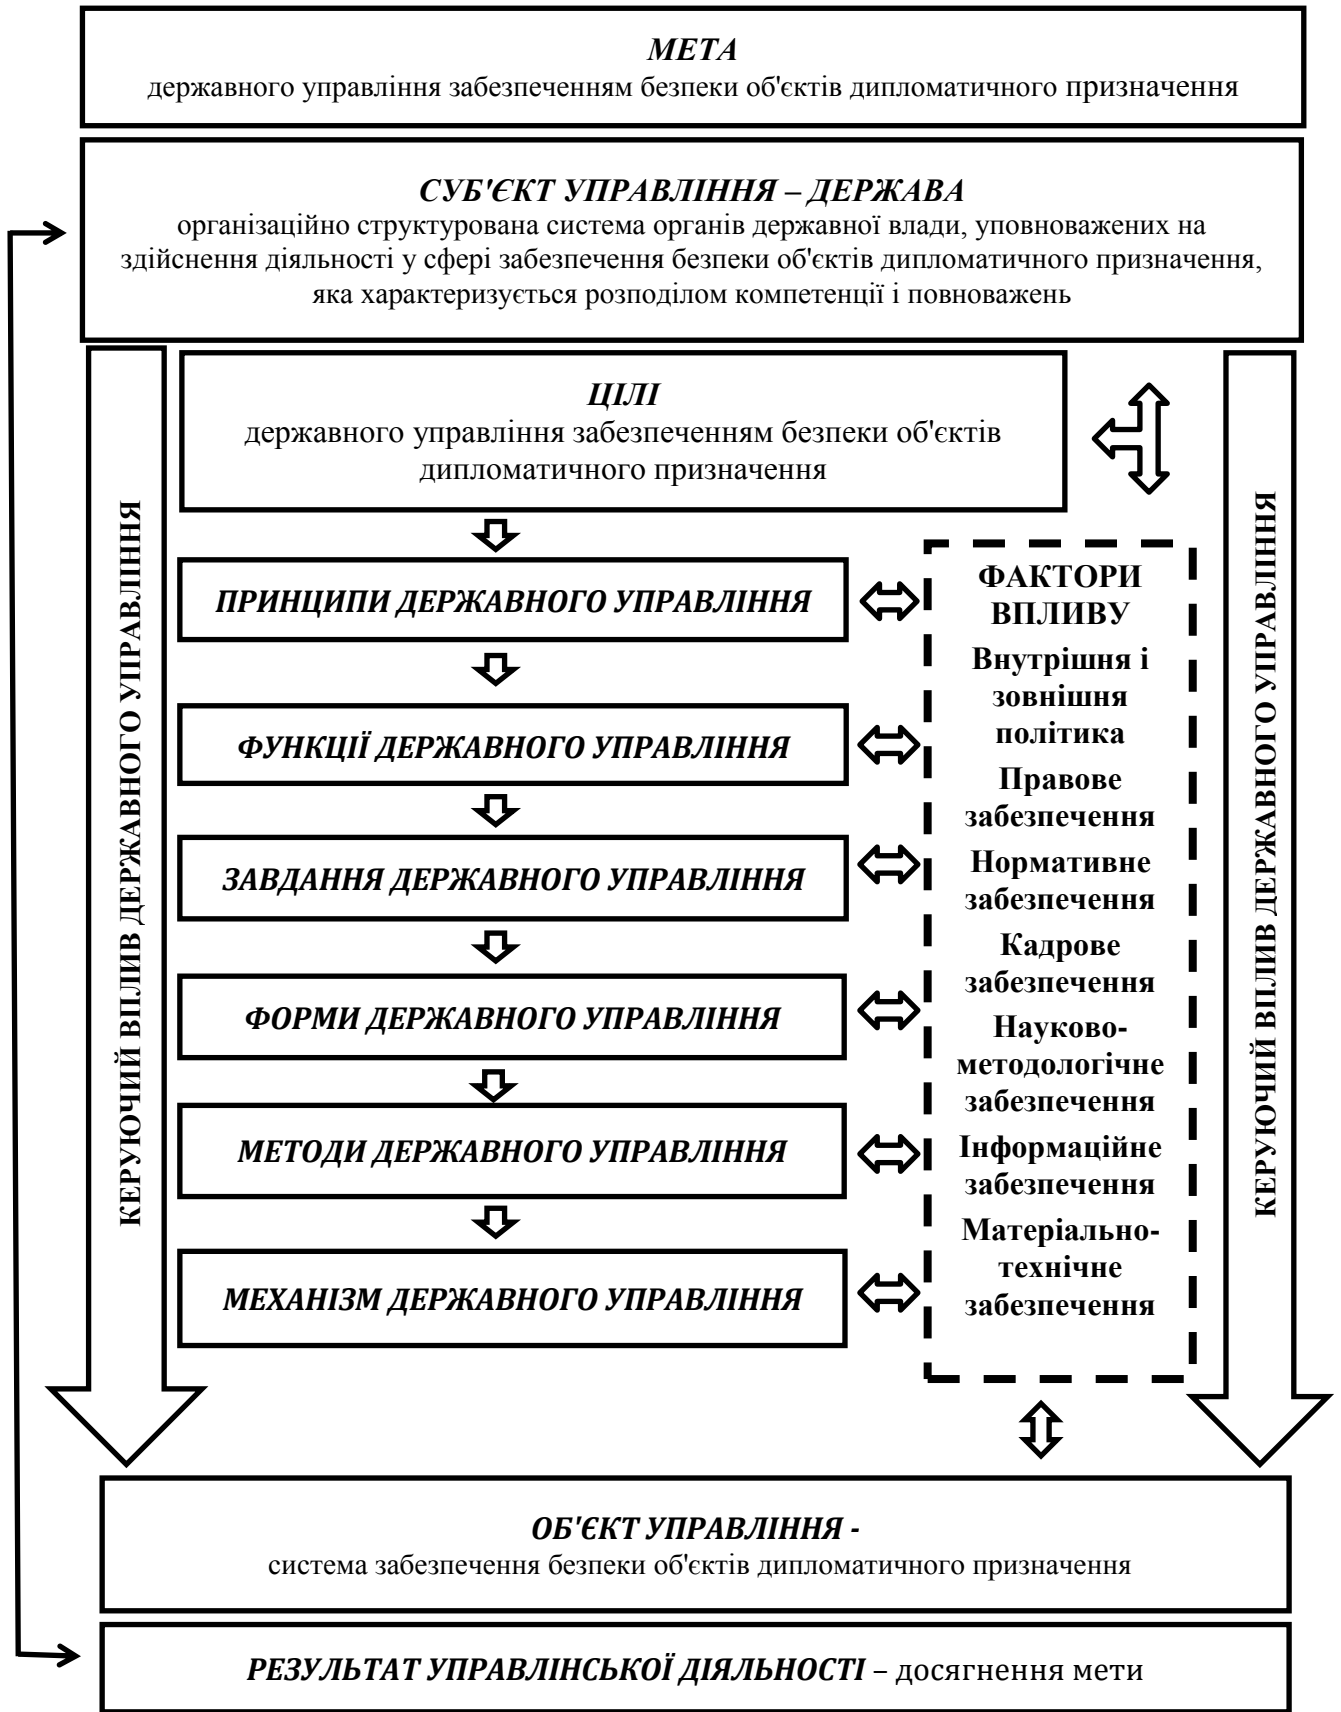 МЕТА
державного управління забезпеченням безпеки об'єктів дипломатичного призначення
СУБ'ЄКТ УПРАВЛІННЯ – ДЕРЖАВА
організаційно структурована система органів державної влади, уповноважених на
здійснення діяльності у сфері забезпечення безпеки об'єктів дипломатичного призначення,
яка характеризується розподілом компетенції і повноважень
КЕРУЮЧИЙ ВПЛИВ ДЕРЖАВНОГО УПРАВЛІННЯ
ЦІЛІ
державного управління забезпеченням безпеки об'єктів
дипломатичного призначення
ПРИНЦИПИ ДЕРЖАВНОГО УПРАВЛІННЯ
ФУНКЦІЇ ДЕРЖАВНОГО УПРАВЛІННЯ
ЗАВДАННЯ ДЕРЖАВНОГО УПРАВЛІННЯ
ФОРМИ ДЕРЖАВНОГО УПРАВЛІННЯ
МЕТОДИ ДЕРЖАВНОГО УПРАВЛІННЯ
МЕХАНІЗМ ДЕРЖАВНОГО УПРАВЛІННЯ
ФАКТОРИ
ВПЛИВУ
Внутрішня і
зовнішня
політика
Правове
забезпечення
Нормативне
забезпечення
Кадрове
забезпечення
Науково-
методологічне
забезпечення
Інформаційне
забезпечення
Матеріально-
технічне
забезпечення
КЕРУЮЧИЙ ВПЛИВ ДЕРЖАВНОГО УПРАВЛІННЯ
ОБ'ЄКТ УПРАВЛІННЯ -
система забезпечення безпеки об'єктів дипломатичного призначення
РЕЗУЛЬТАТ УПРАВЛІНСЬКОЇ ДІЯЛЬНОСТІ – досягнення мети